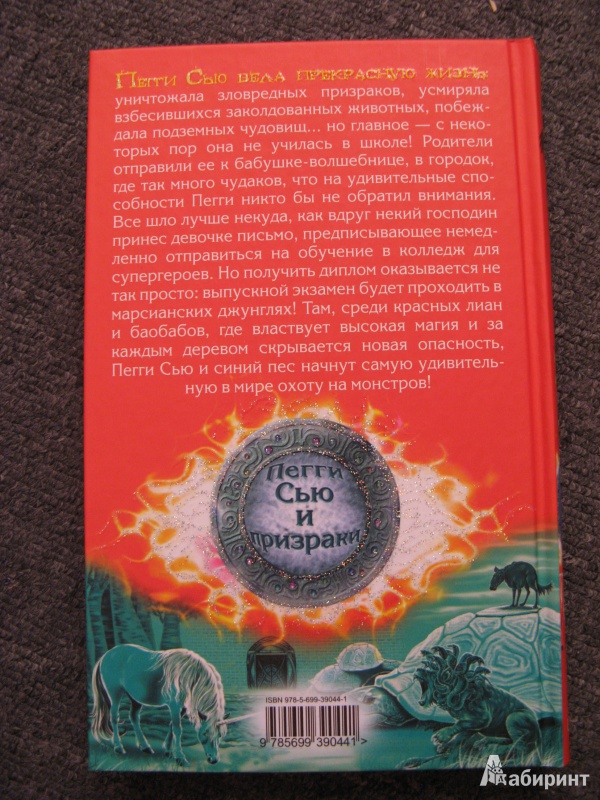 Пегги Сью вела прекрасную жизнь:
уничтожала зловредных призраков, усмиряла
взбесившихся заколдованных животных, побеж-
дала подземных чудовищ... но главное — с неко-
торых пор она не училась в школе! Родители
отправили ее к бабушке-волшебнице, в городок,
где так много чудаков, что на удивительные спо-
собности Пегги никто бы не обратил внимания.
Все шло лучше некуда, как вдруг некий господин
принес девочке письмо, предписывающее немед-
ленно отправиться на обучение в колледж для
супергероев. Но получить диплом оказывается не
так просто: выпускной экзамен будет проходить в
марсианских джунглях! Там, среди красных лиан
и баобабов, где властвует высокая магия и за
каждым деревом скрывается новая опасность,
Пегги Сью и синий пес начнут самую удивитель-
ную в мире охоту на монстров!
Пегги
Сью
и
призраки
ISBN 978-5-699-39044-1
9 785699 390441 >
Лабиринт